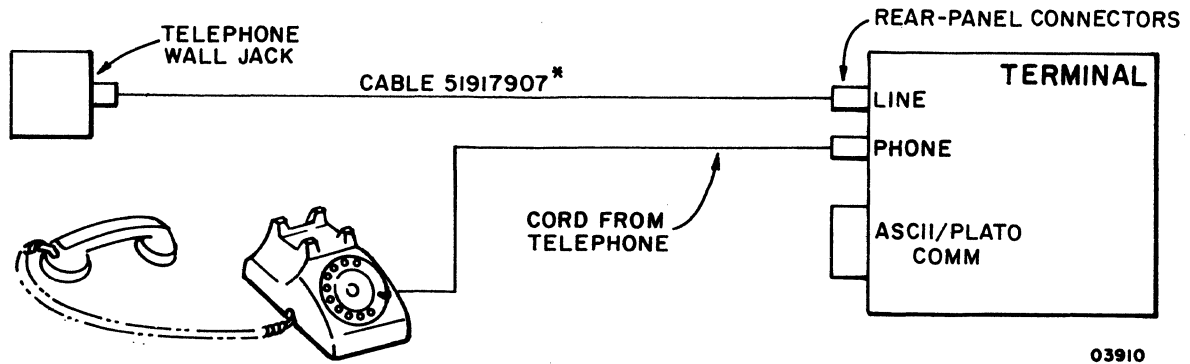 TELEPHONE
WALL JACK
REAR-PANEL CONNECTORS
CABLE 51917907*
TERMINAL
LINE
PHONE
CORD FROM
TELEPHONE
ASCII/PLATO
COMM
03910